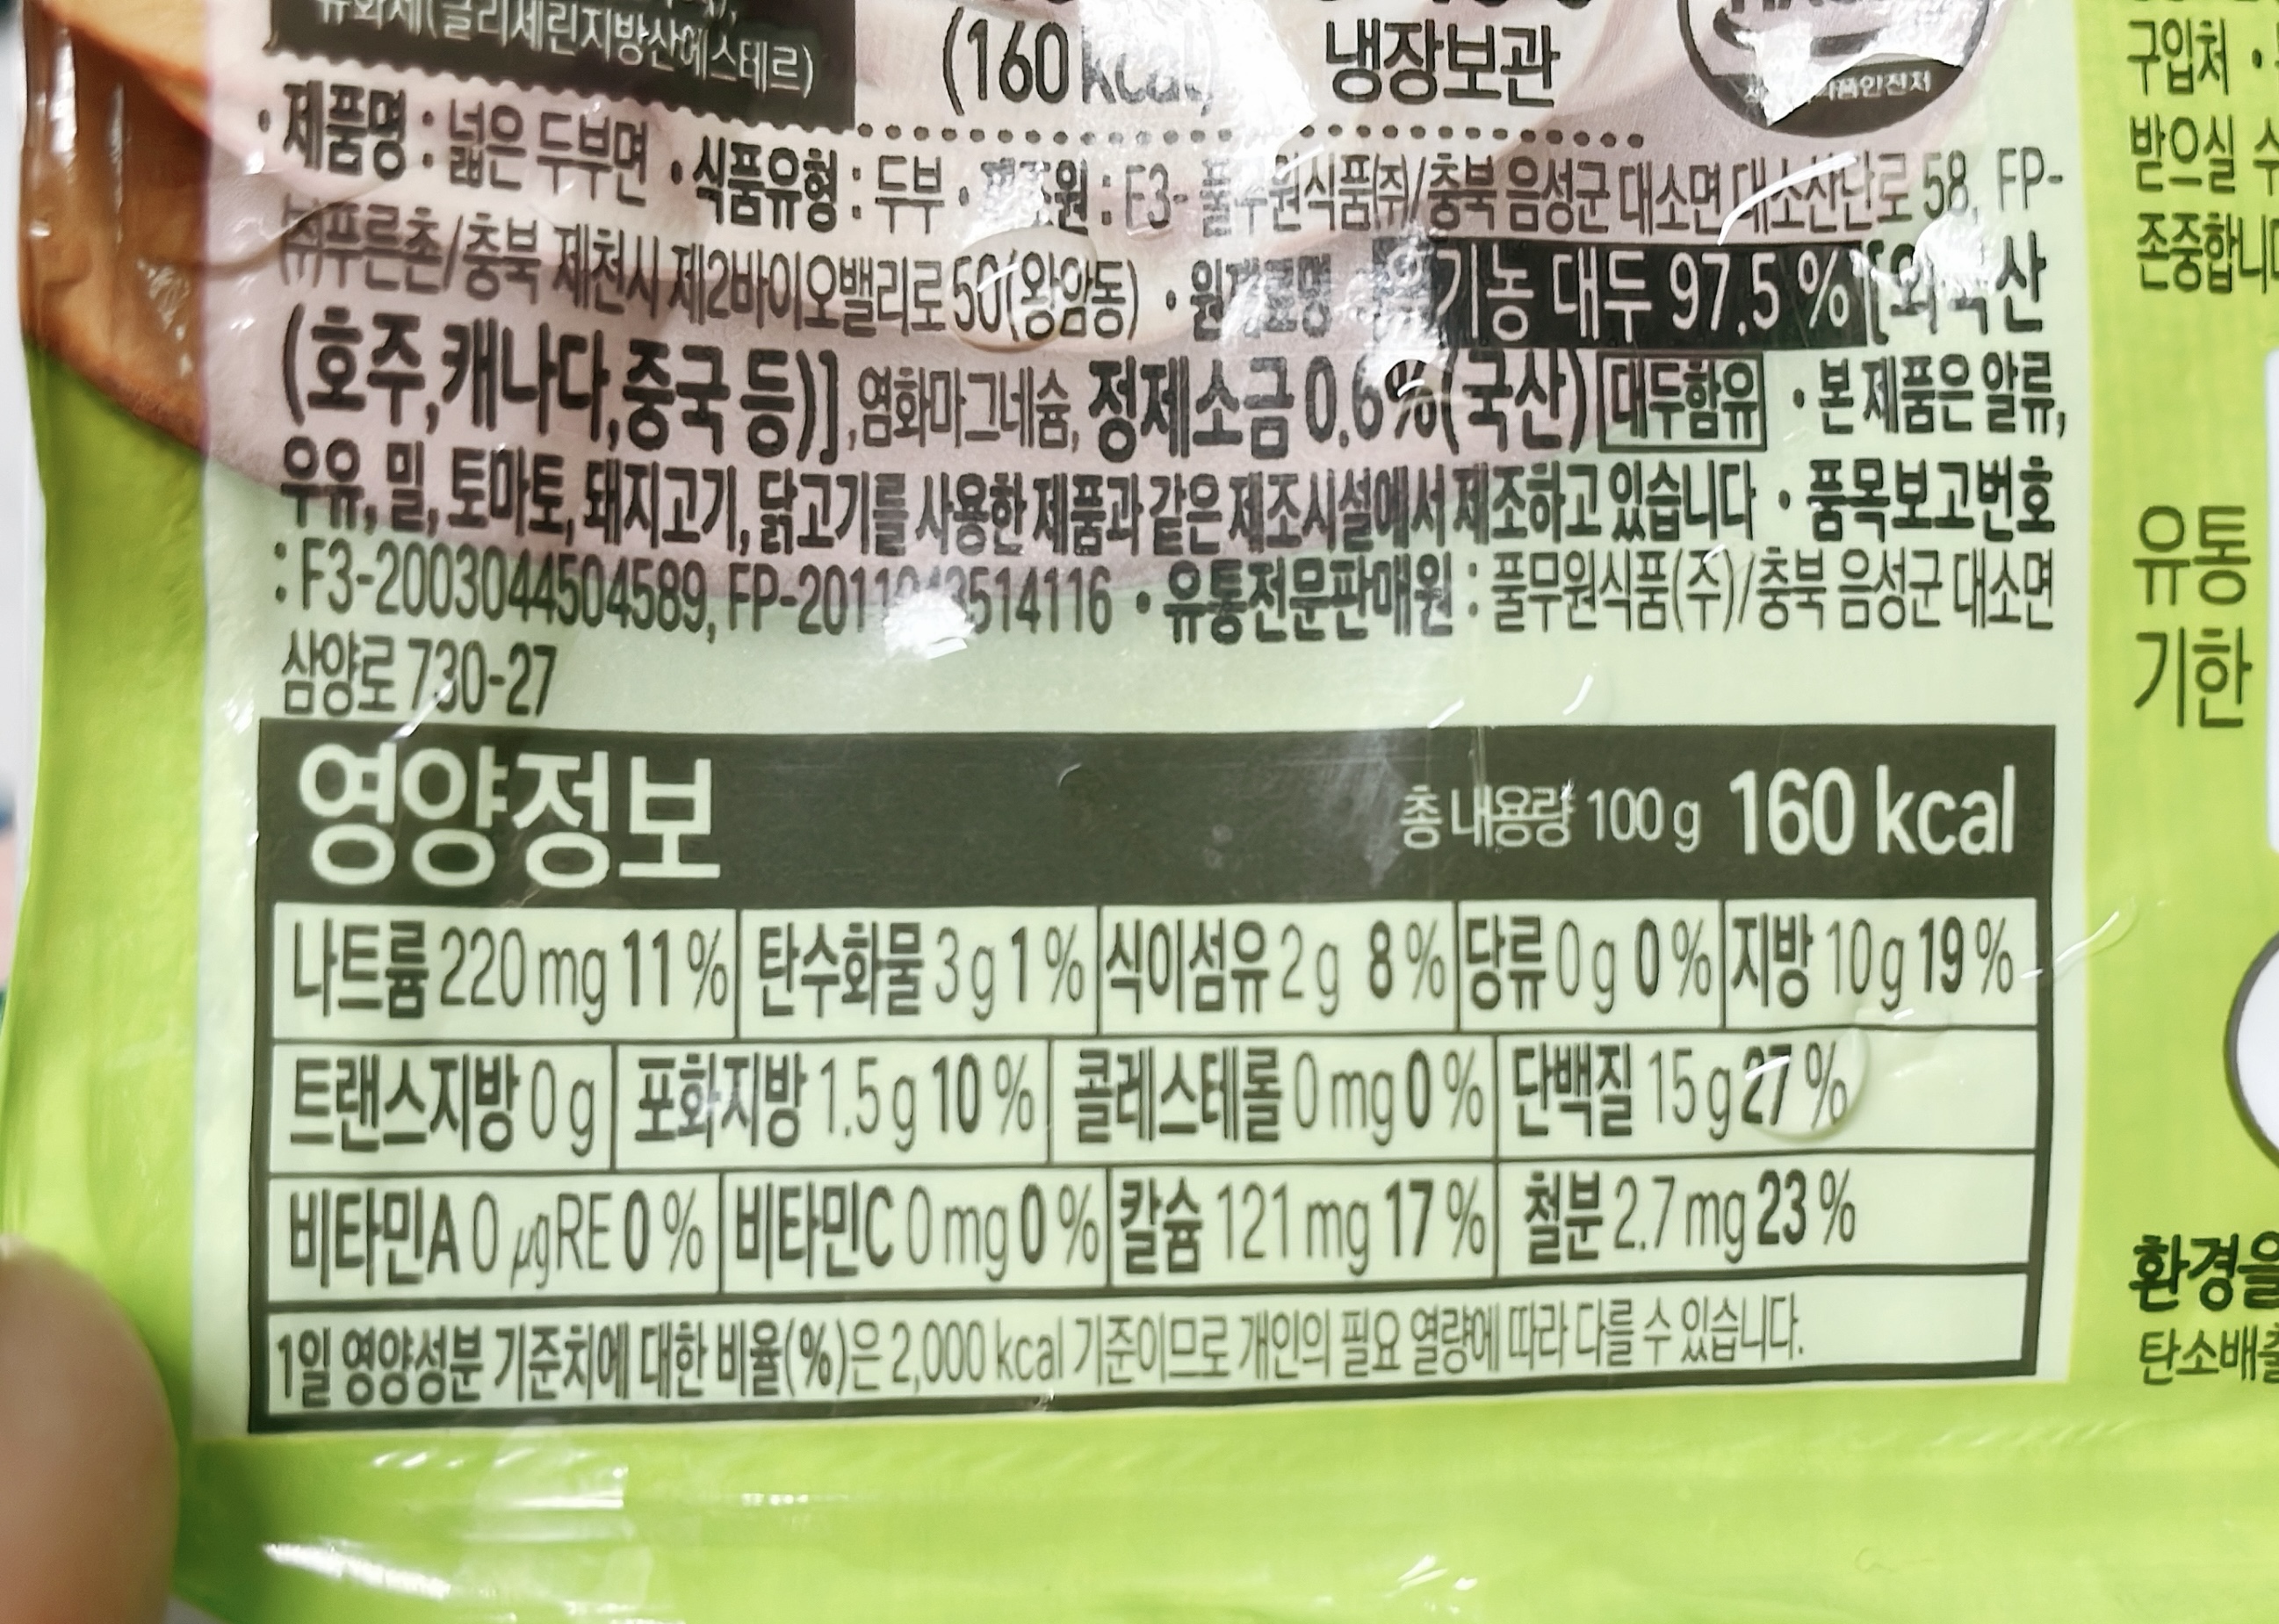 유화제(글리세린지방산에스테르)
(160 kcal)
냉장보관
• 제품명 : 넓은 두부면 • 식품유형 : 두부 • 제조원 : F3- 풀무원식품(주)/충북 음성군 대소면 대소산단로 58, FP-
(주)푸른촌/충북 제천시 제2바이오밸리로 50(왕암동) • 원재료명 유기농 대두 97.5 % [외국산
(호주,캐나다,중국 등)], 염화마그네슘, 정제소금 0.6%(국산) 대두함유 • 본 제품은 알류,
우유, 밀, 토마토, 돼지고기, 닭고기를 사용한 제품과 같은 제조시설에서 제조하고 있습니다 • 품목보고번호
: F3-2003044504589, • 유통전문판매원 : 풀무원식품(주)/충북 음성군 대소면
삼양로 730-27
영양정보
총 내용량 100 g 160 kcal
나트륨 220 mg 11 % 탄수화물 3 g 1 % 식이섬유 2 g 8 % 당류 0 g 0 % 지방 10 g 19 %
트랜스지방 0 g 포화지방 1.5 g 10 % 콜레스테롤 0 mg 0 % 단백질 15 g 27 %
비타민A 0 μgRE 0 % 비타민C 0 mg 0 % 칼슘 121 mg 17 % 철분 2.7 mg 23 %
1일 영양성분 기준치에 대한 비율(%)은 2,000 kcal 기준이므로 개인의 필요 열량에 따라 다를 수 있습니다.
구입처 •
받으실
유통
기한
환경을